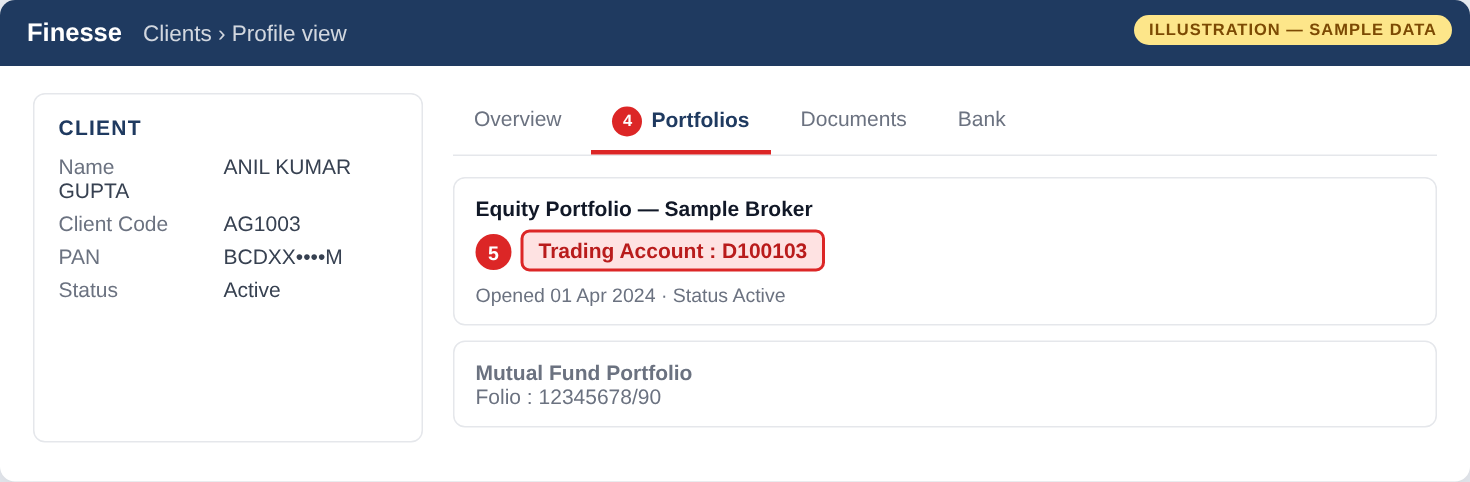 Finesse Clients › Profile view
ILLUSTRATION — SAMPLE DATA
CLIENT
Name ANIL KUMAR
GUPTA
Client Code AG1003
PAN BCDXX••••M
Status Active
Overview 4 Portfolios Documents Bank
Equity Portfolio — Sample Broker
5 Trading Account : D100103
Opened 01 Apr 2024 · Status Active
Mutual Fund Portfolio
Folio : 12345678/90